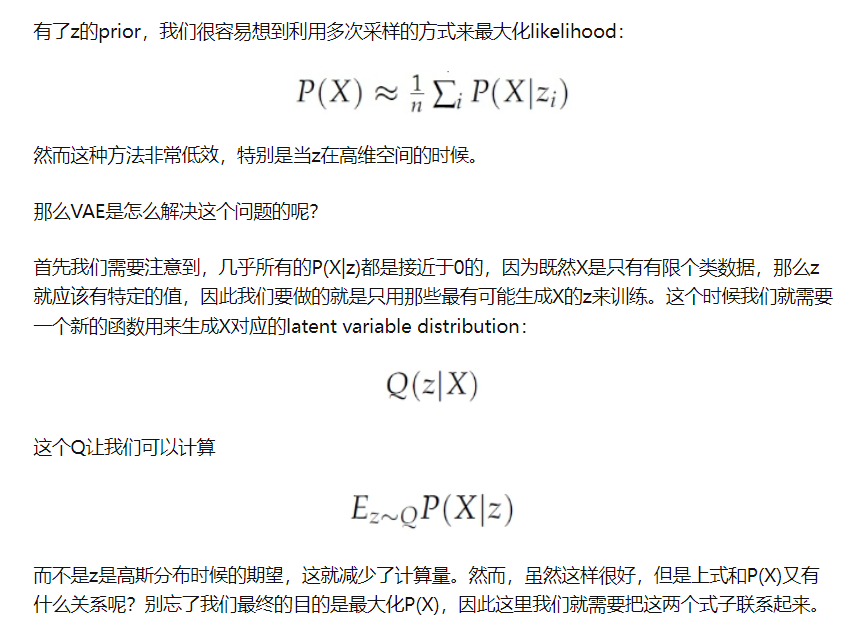 有了z的prior，我们很容易想到利用多次采样的方式来最大化likelihood：
P(X) ≈ \frac{1}{n} ∑_i P(X|z_i)
然而这种方法非常低效，特别是当z在高维空间的时候。
那么VAE是怎么解决这个问题的呢？
首先我们需要注意到，几乎所有的P(X|z)都是接近于0的，因为既然X是只有有限个类数据，那么z
就应该有特定的值，因此我们要做的就是只用那些最有可能生成X的z来训练。这个时候我们就需要
一个新的函数用来生成X对应的latent variable distribution：
Q(z|X)
这个Q让我们可以计算
E_{z∼Q}P(X|z)
而不是z是高斯分布时候的期望，这就减少了计算量。然而，虽然这样很好，但是上式和P(X)又有
什么关系呢？别忘了我们最终的目的是最大化P(X)，因此这里我们就需要把这两个式子联系起来。